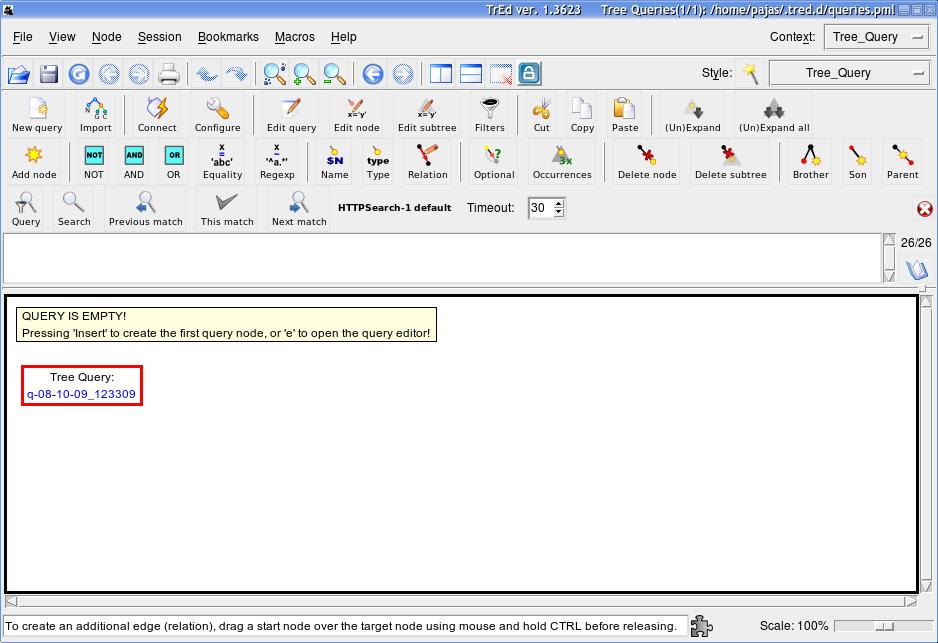 TrEd ver. 1.3623 Tree Queries(1/1): /home/pajas/.tred.d/queries.pml
File View Node Session Bookmarks Macros Help Context: Tree_Query
Style: Tree_Query
New query Import Connect Configure Edit query Edit node Edit subtree Filters Cut Copy Paste (Un)Expand (Un)Expand all
x='y' x='y'
NOT AND OR x = 'abc' x ~ '^a.*' $N type ? 3x
Add node NOT AND OR Equality Regexp Name Type Relation Optional Occurrences Delete node Delete subtree Brother Son Parent
Query Search Previous match This match Next match HTTPSearch-1 default Timeout: 30
26/26
QUERY IS EMPTY!
Pressing 'Insert' to create the first query node, or 'e' to open the query editor!
Tree Query:
q-08-10-09_123309
To create an additional edge (relation), drag a start node over the target node using mouse and hold CTRL before releasing. Scale: 100%